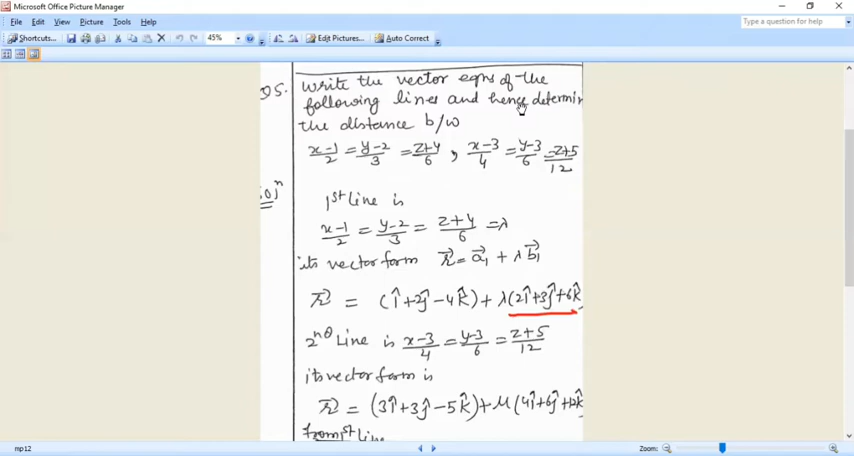 Microsoft Office Picture Manager
File Edit View Picture Tools Help
Type a question for help
Shortcuts... 45% Edit Pictures... Auto Correct
Q5. Write the vector eqns of the
following lines and hence determin
the distance b/w
x-1/2 = y-2/3 = z+4/6 , x-3/4 = y-3/6 = z+5/12
Solⁿ
1st line is
x-1/2 = y-2/3 = z+4/6 = λ
its vector form r⃗ = a⃗₁ + λ b⃗₁
r⃗ = (î+2ĵ-4k̂) + λ(2î+3ĵ+6k̂
2nd Line is x-3/4 = y-3/6 = z+5/12
its vector form is
r⃗ = (3î+3ĵ-5k̂)+μ(4î+6ĵ+12k̂
from 1st line
mp12
Zoom: